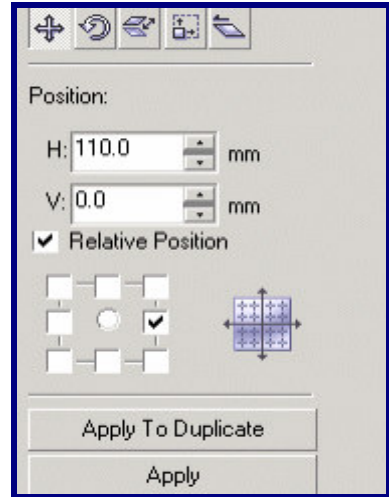 Position:
H: 110.0 mm
V: 0.0 mm
Relative Position
Apply To Duplicate
Apply